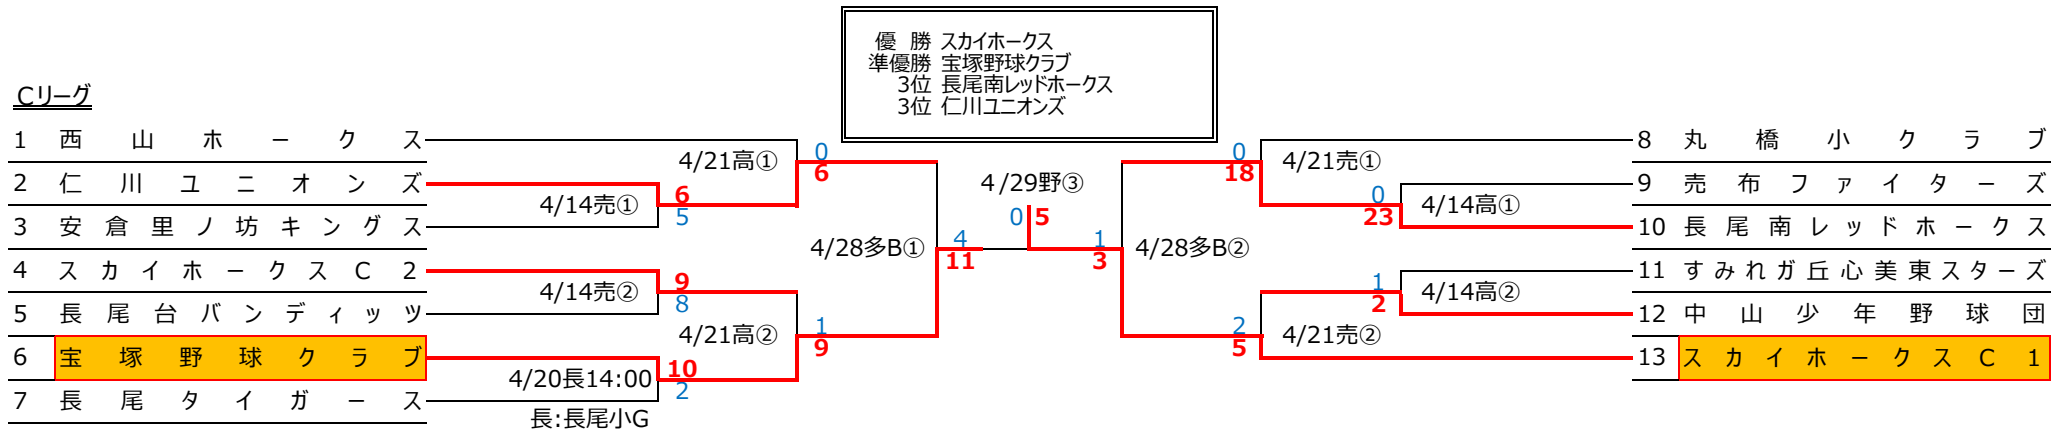 優 勝 スカイホークス
準優勝 宝塚野球クラブ
3位 長尾南レッドホークス
3位 仁川ユニオンズ
Cリーグ
1 西山ホークス
2 仁川ユニオンズ
3 安倉里ノ坊キングス
4 スカイホークスC2
5 長尾台バンディッツ
6 宝塚野球クラブ
7 長尾タイガース
4/14売①
6
5
4/14売②
9
8
4/20長14:00
10
2
長:長尾小G
4/21高①
0
6
4/21高②
1
9
4/28多B①
4
11
4/29野③
0 5
4/28多B②
1
3
4/21売①
0
18
4/21売②
2
5
4/14高①
0
23
4/14高②
1
2
8 丸橋小クラブ
9 売布ファイターズ
10 長尾南レッドホークス
11 すみれガ丘心美東スターズ
12 中山少年野球団
13 スカイホークスC1